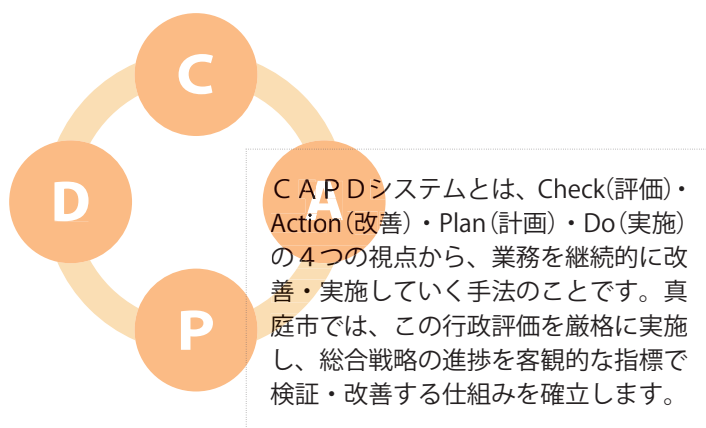 C
D
A
P
ＣＡＰＤシステムとは、Check(評価)・
Action(改善)・Plan(計画)・Do(実施)
の４つの視点から、業務を継続的に改
善・実施していく手法のことです。真
庭市では、この行政評価を厳格に実施
し、総合戦略の進捗を客観的な指標で
検証・改善する仕組みを確立します。